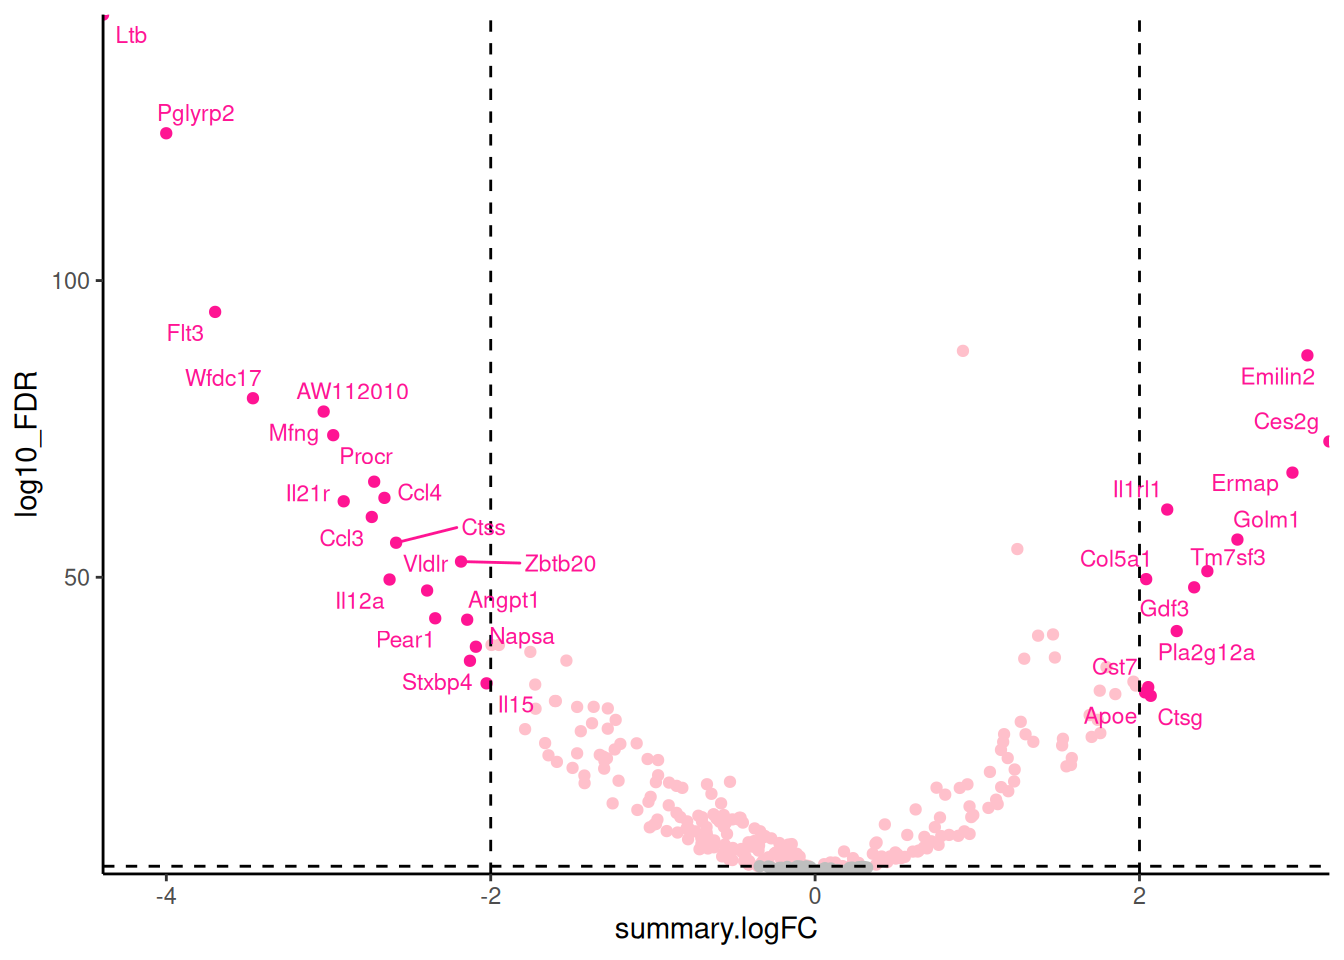 Ltb
Pglyrp2
100
Flt3
Wfdc17
AW112010
Emilin2
Mfng
Ces2g
Procr
Il21r
Ccl4
Il1rl1
Ermap
Ccl3
Ctss
Golm1
Vldlr
Zbtb20
Col5a1
Tm7sf3
50
Il12a
Angpt1
Gdf3
Pear1
Napsa
Pla2g12a
Cst7
Stxbp4
Il15
Apoe
Ctsg
log10_FDR
-4
-2
0
2
summary.logFC